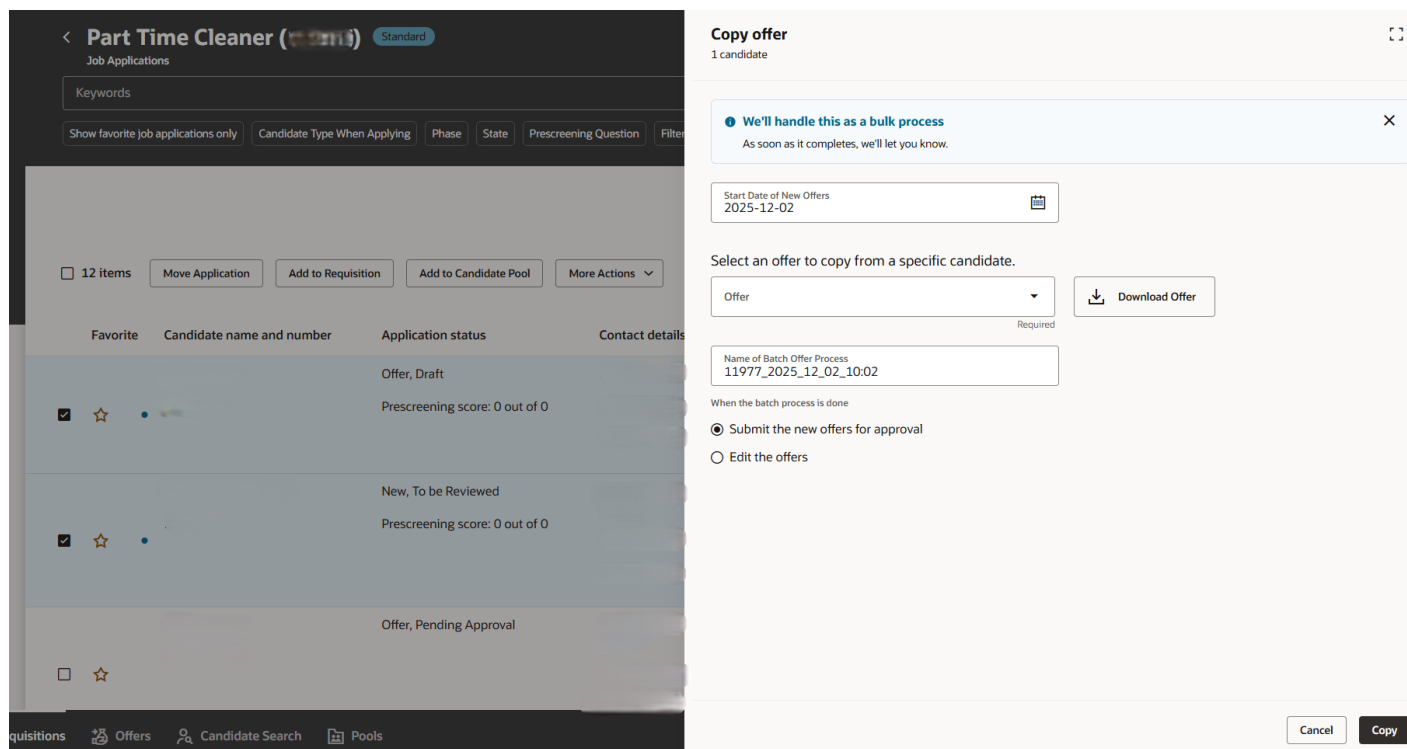 Part Time Cleaner (
Standard
Job Applications
Keywords
Show favorite job applications only
Candidate Type When Applying
Phase
State
Prescreening Question
Filter
12 items
Move Application
Add to Requisition
Add to Candidate Pool
More Actions
Favorite
Candidate name and number
Application status
Contact details
Offer, Draft
Prescreening score: 0 out of 0
New, To be Reviewed
Prescreening score: 0 out of 0
Offer, Pending Approval
quisitions
Offers
Candidate Search
Pools
Copy offer
1 candidate
We'll handle this as a bulk process
As soon as it completes, we'll let you know.
Start Date of New Offers
2025-12-02
Select an offer to copy from a specific candidate.
Offer
Download Offer
Required
Name of Batch Offer Process
11977_2025_12_02_10:02
When the batch process is done
Submit the new offers for approval
Edit the offers
Cancel
Copy